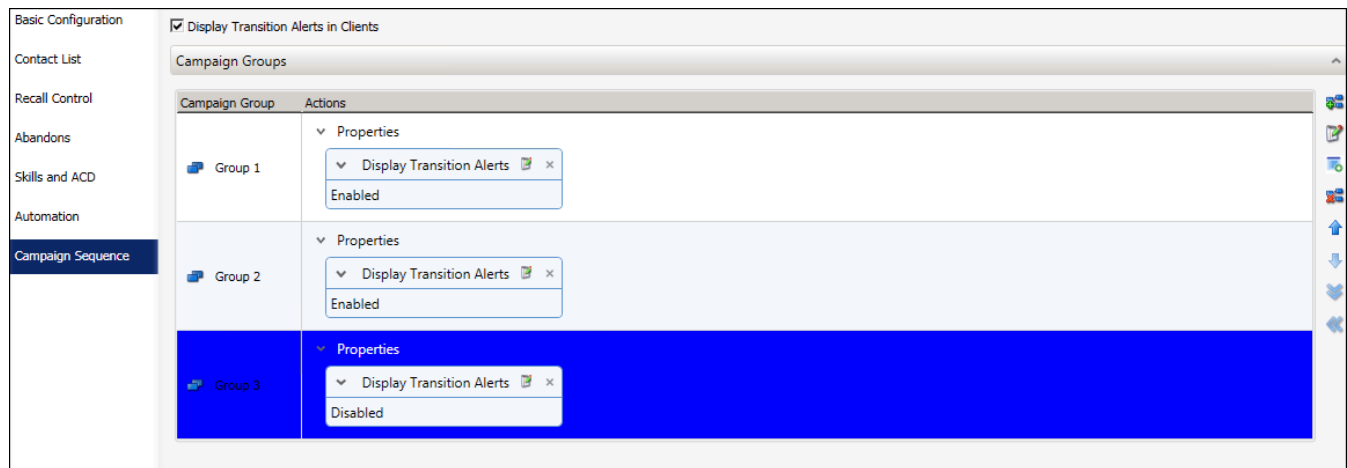 Basic Configuration
Contact List
Recall Control
Abandons
Skills and ACD
Automation
Campaign Sequence
Display Transition Alerts in Clients
Campaign Groups
Campaign Group Actions
Properties
Group 1
Display Transition Alerts
Enabled
Properties
Group 2
Display Transition Alerts
Enabled
Properties
Group 3
Display Transition Alerts
Disabled